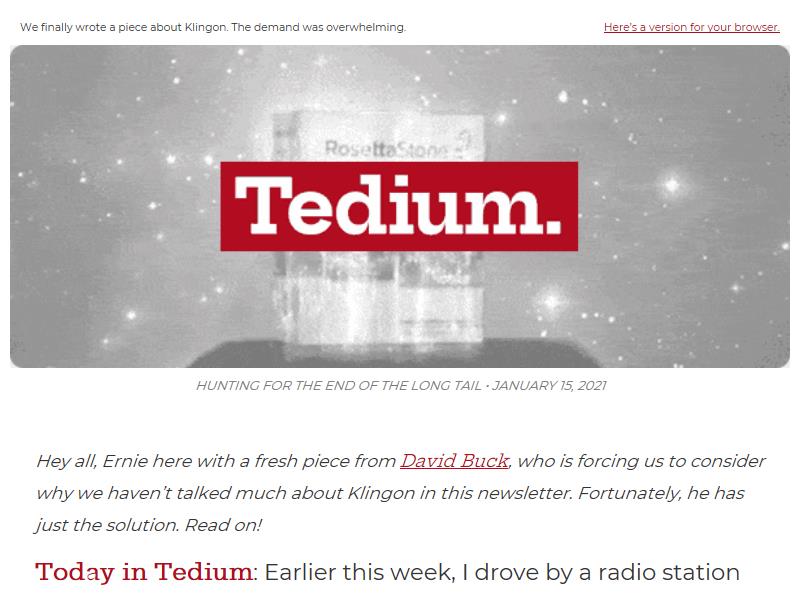 We finally wrote a piece about Klingon. The demand was overwhelming.
Here's a version for your browser.
RosettaStone
Tedium.
HUNTING FOR THE END OF THE LONG TAIL • JANUARY 15, 2021
Hey all, Ernie here with a fresh piece from David Buck, who is forcing us to consider
why we haven't talked much about Klingon in this newsletter. Fortunately, he has
just the solution. Read on!
Today in Tedium: Earlier this week, I drove by a radio station